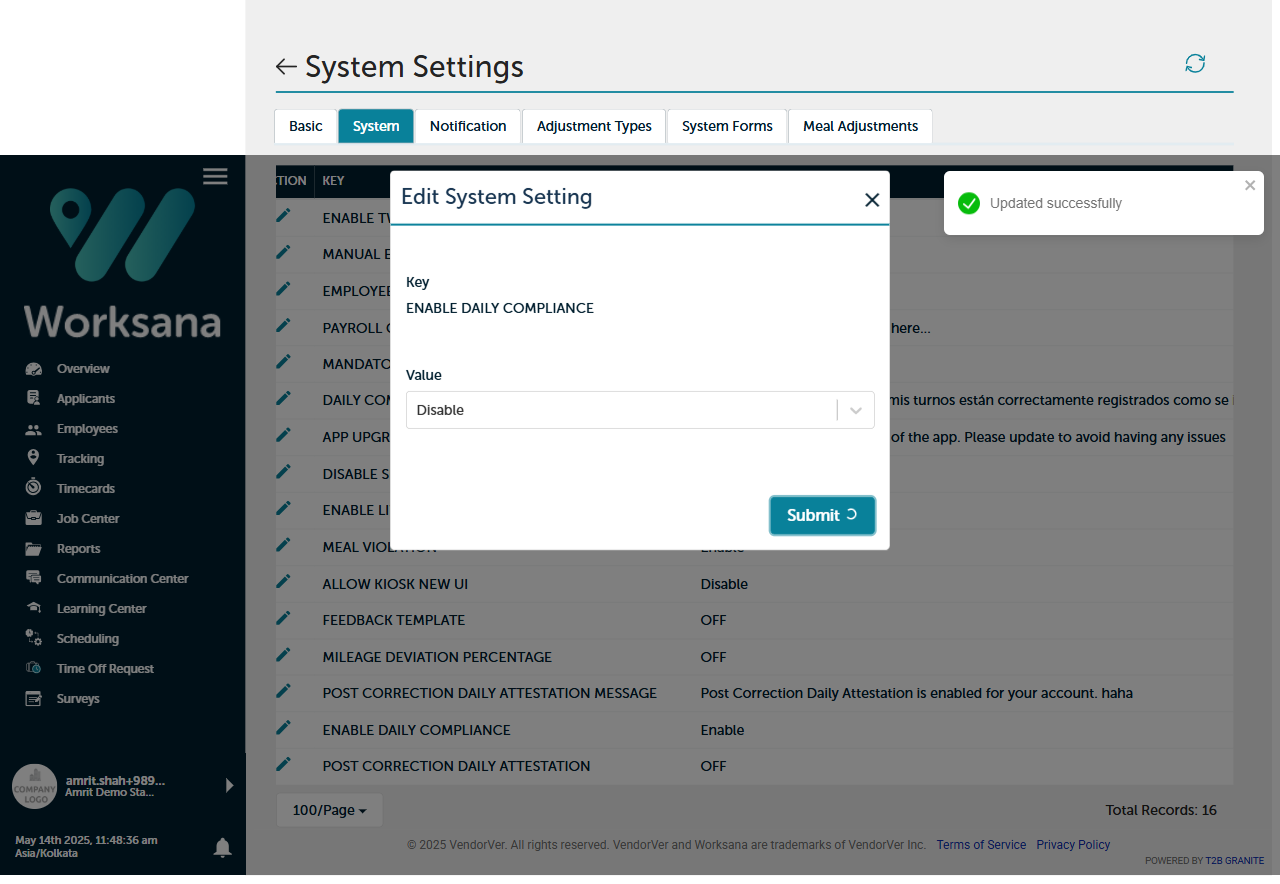 System Settings
Basic
System
Notification
Adjustment Types
System Forms
Meal Adjustments
Worksana
Overview
Applicants
Employees
Tracking
Timecards
Job Center
Reports
Communication Center
Learning Center
Scheduling
Time Off Request
Surveys
COMPANY
LOGO
amrit.shah+989...
Amrit Demo Sta...
May 14th 2025, 11:48:36 am
Asia/Kolkata
TION KEY
ENABLE TV
MANUAL E
EMPLOYEE
PAYROLL C here...
MANDATO
DAILY COM mis turnos están correctamente registrados como se i
APP UPGR of the app. Please update to avoid having any issues
DISABLE S
ENABLE LI
MEAL VIOLATION Enable
ALLOW KIOSK NEW UI Disable
FEEDBACK TEMPLATE OFF
MILEAGE DEVIATION PERCENTAGE OFF
POST CORRECTION DAILY ATTESTATION MESSAGE Post Correction Daily Attestation is enabled for your account. haha
ENABLE DAILY COMPLIANCE Enable
POST CORRECTION DAILY ATTESTATION OFF
Edit System Setting
Key
ENABLE DAILY COMPLIANCE
Value
Disable
Submit
Updated successfully
100/Page
Total Records: 16
© 2025 VendorVer. All rights reserved. VendorVer and Worksana are trademarks of VendorVer Inc. Terms of Service Privacy Policy
POWERED BY T2B GRANITE